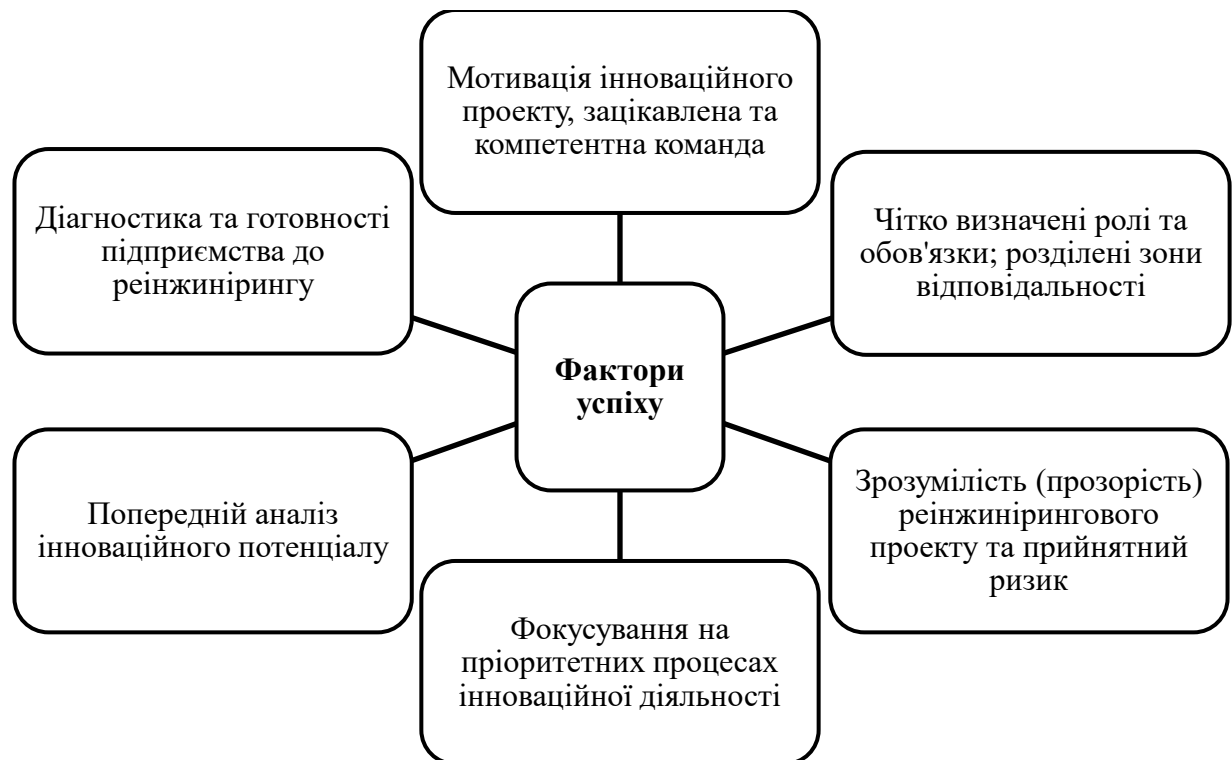 Мотивація інноваційного
проекту, зацікавлена та
компетентна команда
Діагностика та готовності
підприємства до
реінжинірингу
Чітко визначені ролі та
обов'язки; розділені зони
відповідальності
Фактори
успіху
Попередній аналіз
інноваційного потенціалу
Зрозумілість (прозорість)
реінжинірингового
проекту та прийнятний
ризик
Фокусування на
пріоритетних процесах
інноваційної діяльності